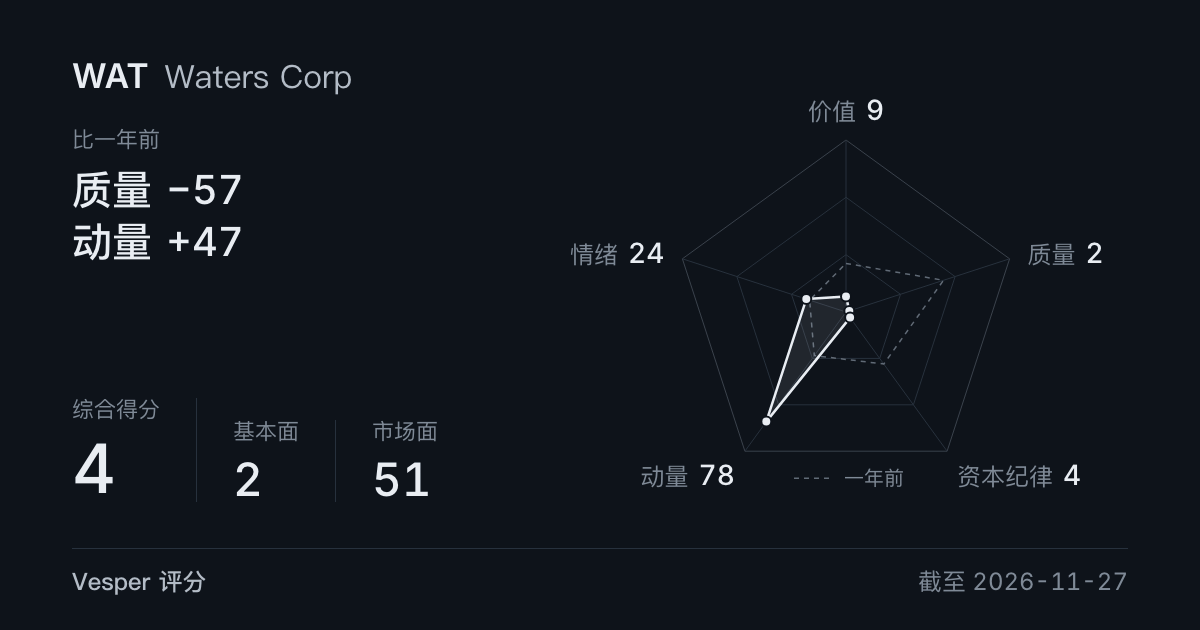 WAT Waters Corp
比一年前
质量 −57
动量 +47
综合得分
4
基本面
2
市场面
51
价值 9
情绪 24
质量 2
动量 78
一年前
资本纪律 4
Vesper 评分
截至 2026-11-27